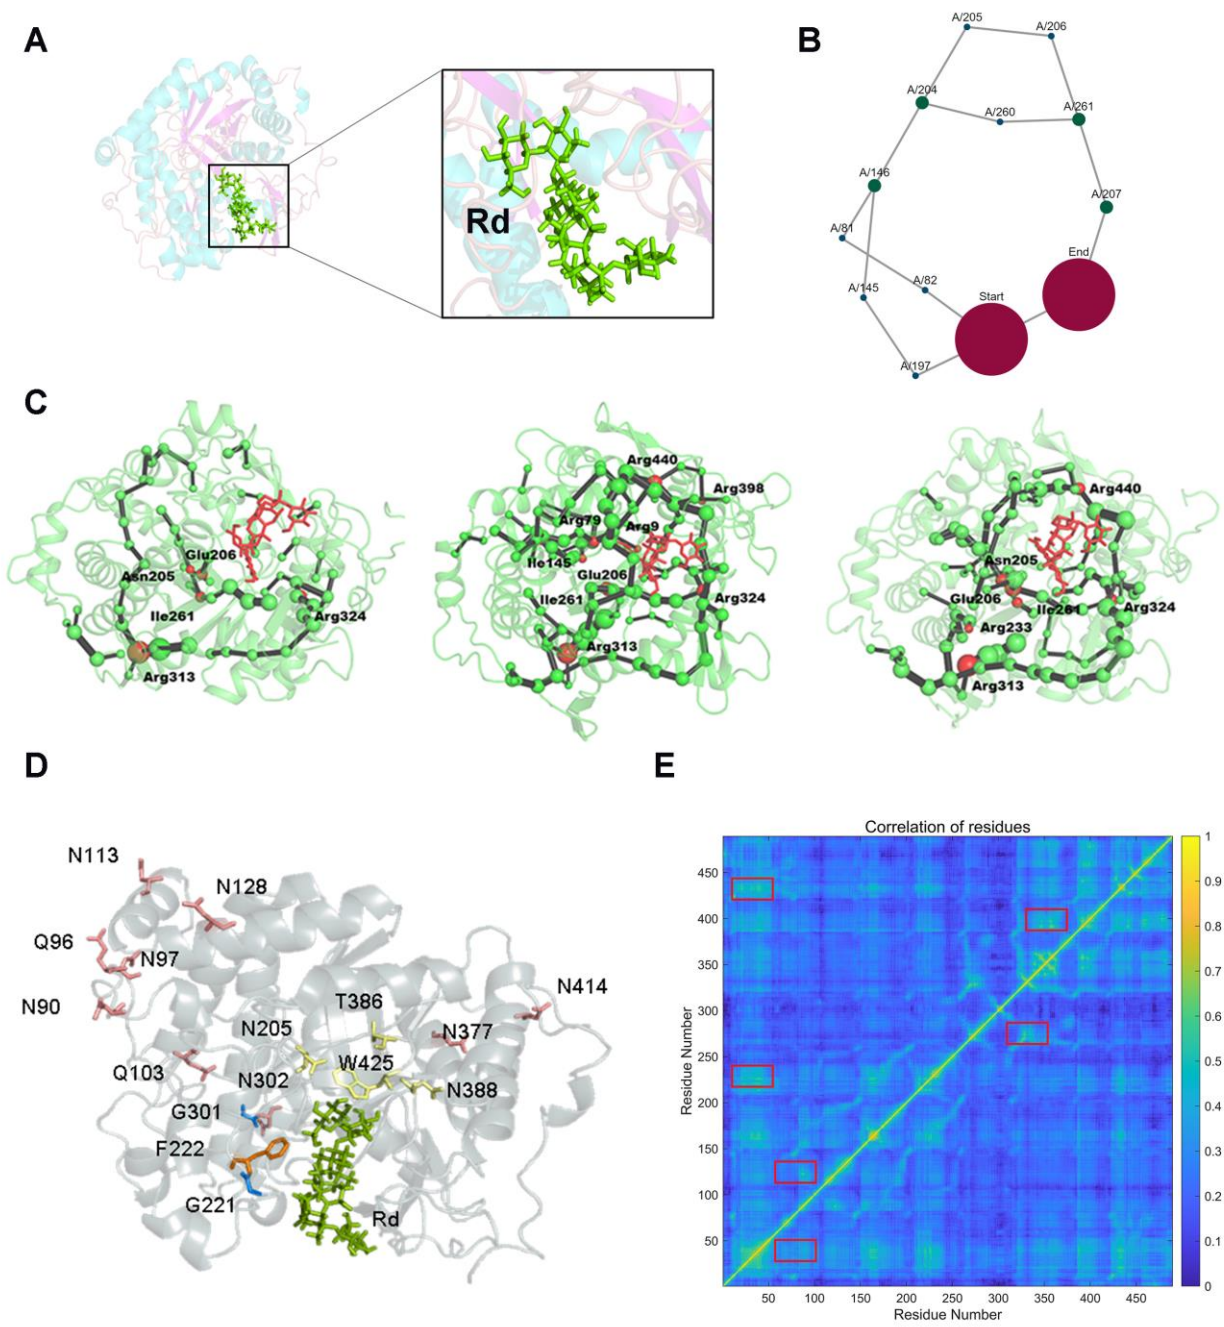 A
Rd
B
A/205
A/206
A/204
A/260
A/261
A/146
A/207
A/81
End
A/82
A/145
Start
A/197
C
Glu206
Asn205
Ile261
Arg324
Arg313
Arg440
Arg398
Arg79
Arg9
Ile145
Glu206
Ile261
Arg324
Arg313
Arg440
Asn205
Glu206
Ile261
Arg324
Arg233
Arg313
D
N113
N128
Q96
N97
N90
T386
N414
N205
N377
Q103
N302
W425
N388
G301
F222
G221
Rd
E
Correlation of residues
Residue Number
450
400
350
300
250
200
150
100
50
50 100 150 200 250 300 350 400 450
Residue Number
1
0.9
0.8
0.7
0.6
0.5
0.4
0.3
0.2
0.1
0